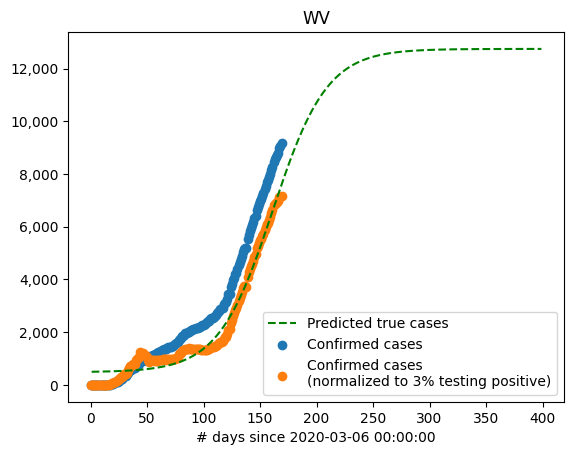 WV
12,000
10,000
8,000
6,000
4,000
2,000
0
Predicted true cases
Confirmed cases
Confirmed cases
(normalized to 3% testing positive)
0 50 100 150 200 250 300 350 400
# days since 2020-03-06 00:00:00